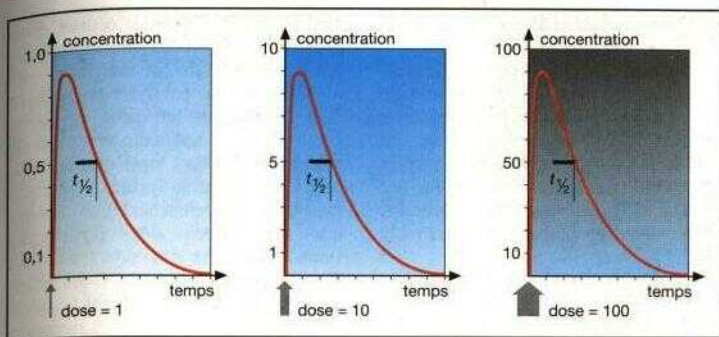 concentration
1,0
0,5
0,1
t½
temps
dose = 1
concentration
10
5
1
t½
temps
dose = 10
concentration
100
50
10
t½
temps
dose = 100